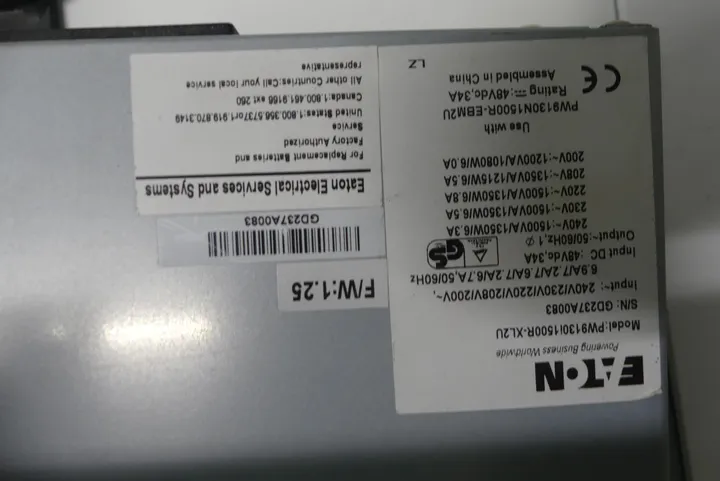 EATON
Powering Business Worldwide
Model:PW9130I1500R-XL2U
S/N: GD237A0083
Input~: 240V/230V/220V/208V/200V~,
6.9A/7.2A/7.6A/7.2A/6.7A,50/60Hz
Input DC :48Vdc,34A
Output~:50/60Hz,1 Ø
240V ~1500VA/1350W/6.3A
230V ~1500VA/1350W/6.5A
220V ~1500VA/1350W/6.8A
208V ~1350VA/1215W/6.5A
200V ~1200VA/1080W/6.0A
Use with
PW9130N1500R-EBM2U
Rating ⎓:48Vdc,34A
Assembled in China
CE
LZ
GS
F/W:1.25
GD237A0083
Eaton Electrical Services and Systems
For Replacement Batteries and
Factory Authorized
Service
United States:1.800.356.5737or1.919.870.3149
Canada:1.800.461.9166 ext 260
All other Countries:Call your local service
representative